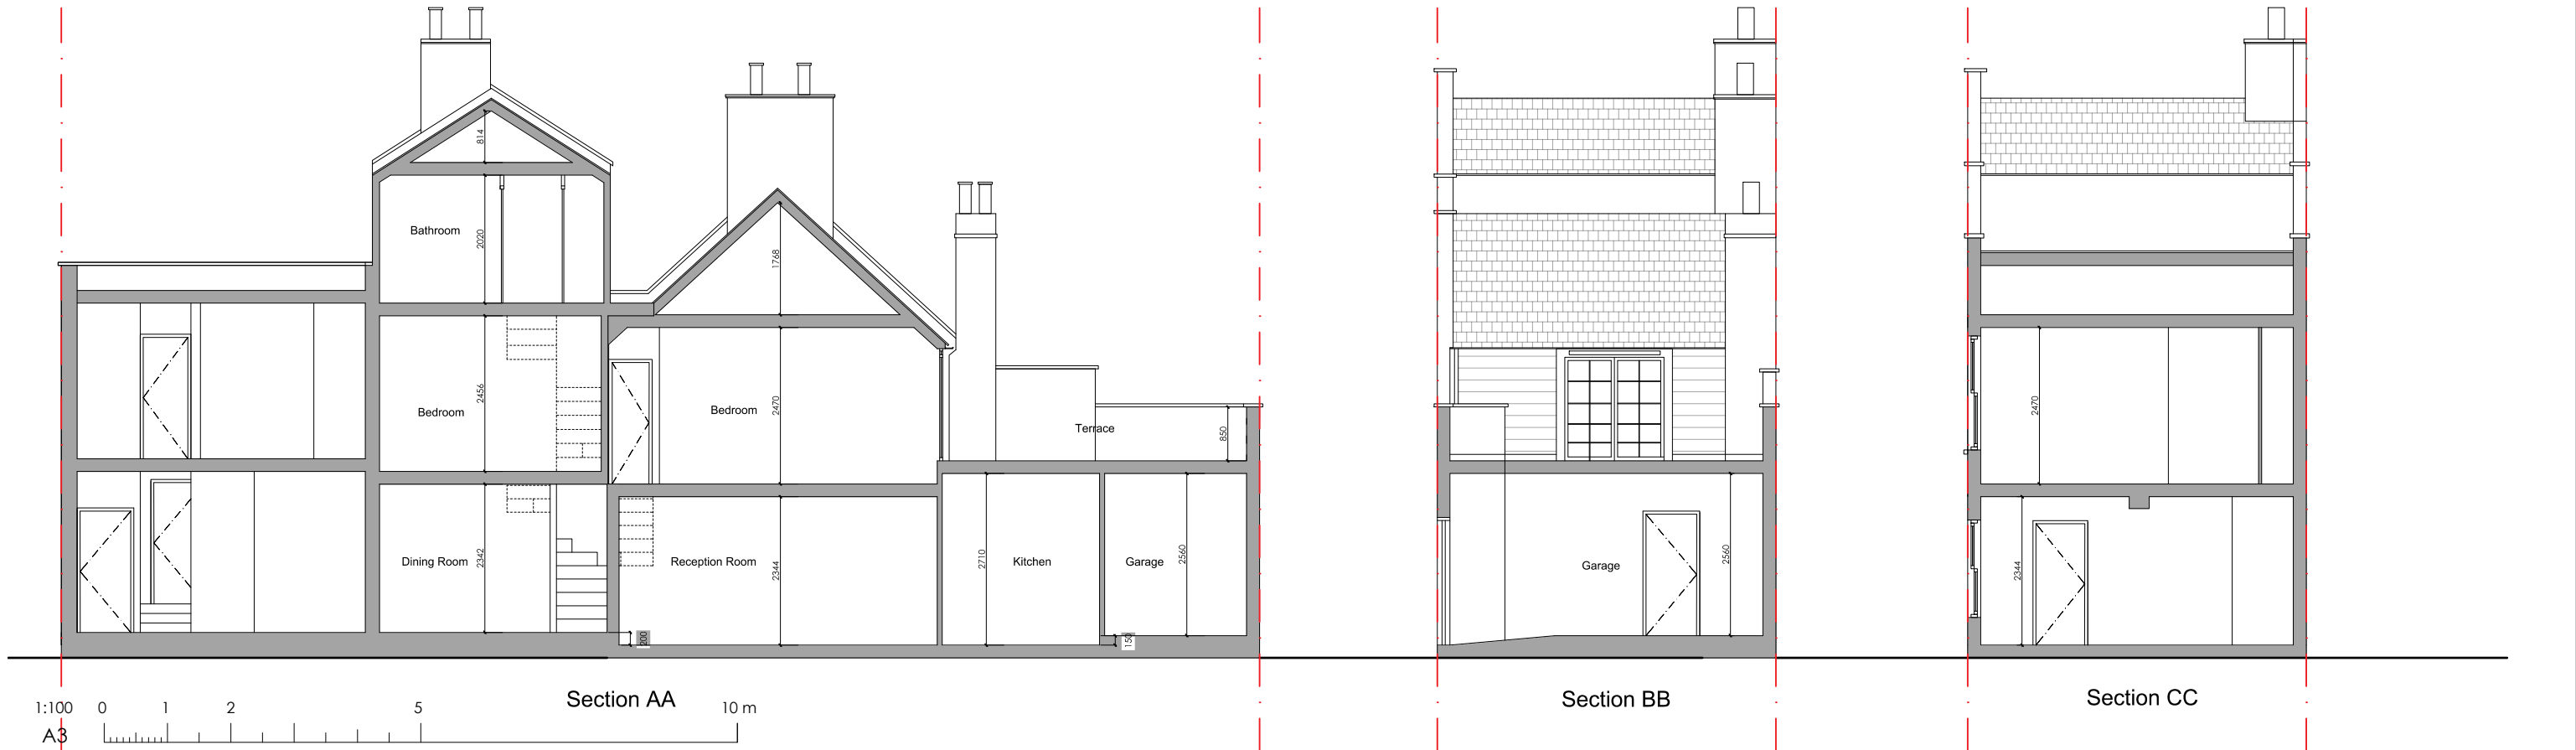 814
Bathroom
2020
1768
Bedroom
2456
Bedroom
2470
Terrace
850
2470
Dining Room
2342
Reception Room
2344
2710
Kitchen
Garage
2560
Garage
2560
2344
200
150
Section AA
Section BB
Section CC
1:100 0 1 2 5 10 m
A3